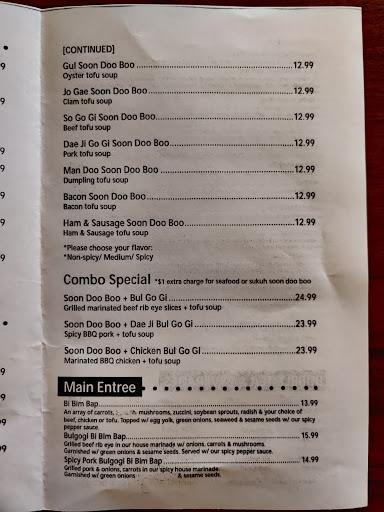 [CONTINUED]
Gul Soon Doo Boo 12.99
Oyster tofu soup
Jo Gae Soon Doo Boo 12.99
Clam tofu soup
So Go Gi Soon Doo Boo 12.99
Beef tofu soup
Dae Ji Go Gi Soon Doo Boo 12.99
Pork tofu soup
Man Doo Soon Doo Boo 12.99
Dumpling tofu soup
Bacon Soon Doo Boo 12.99
Bacon tofu soup
Ham & Sausage Soon Doo Boo 12.99
Ham & Sausage tofu soup
*Please choose your flavor:
*Non-spicy/ Medium/ Spicy
Combo Special *$1 extra charge for seafood or sukuh soon doo boo
Soon Doo Boo + Bul Go Gi 24.99
Grilled marinated beef rib eye slices + tofu soup
Soon Doo Boo + Dae Ji Bul Go Gi 23.99
Spicy BBQ pork + tofu soup
Soon Doo Boo + Chicken Bul Go Gi 23.99
Marinated BBQ chicken + tofu soup
Main Entree
Bi Bim Bap 13.99
An array of carrots, mushrooms, zuccini, soybean sprouts, radish & your choice of
beef, chicken or tofu. Topped w/ egg yolk, green onions, seaweed & sesame seeds w/ our spicy
pepper sauce.
Bulgogi Bi Bim Bap 15.99
Grilled beef rib eye in our house marinade w/ onions, carrots & mushrooms.
Garnished w/ green onions & sesame seeds. Served w/ our spicy pepper sauce.
Spicy Pork Bulgogi Bi Bim Bap 14.99
Grilled pork & onions, carrots in our spicy house marinade.
Garnished w/ green onions & sesame seeds.